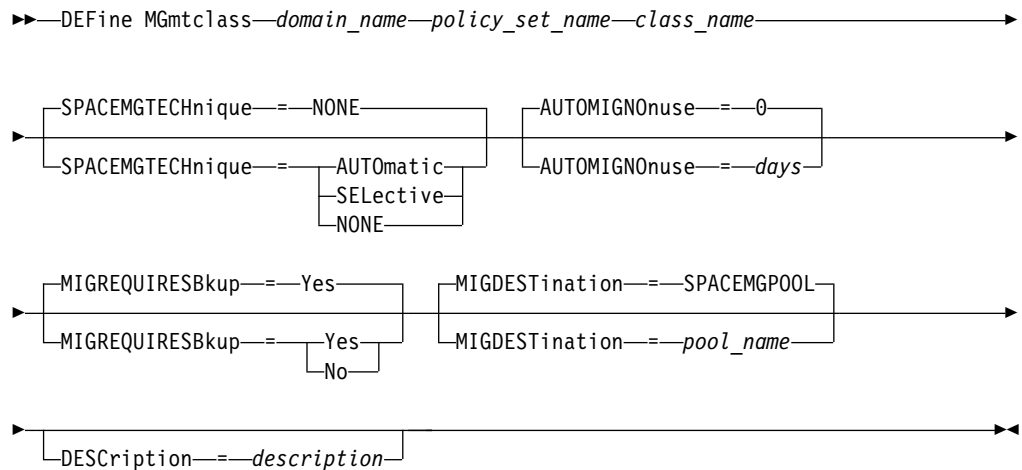 DEFine MGmtclass domain_name policy_set_name class_name
SPACEMGTECHnique = NONE AUTOMIGNOnuse = 0
SPACEMGTECHnique = AUTOmatic AUTOMIGNOnuse = days
SELective
NONE
MIGREQUIRESBkup = Yes MIGDESTination = SPACEMGPOOL
MIGREQUIRESBkup = Yes MIGDESTination = pool_name
No
DESCription = description